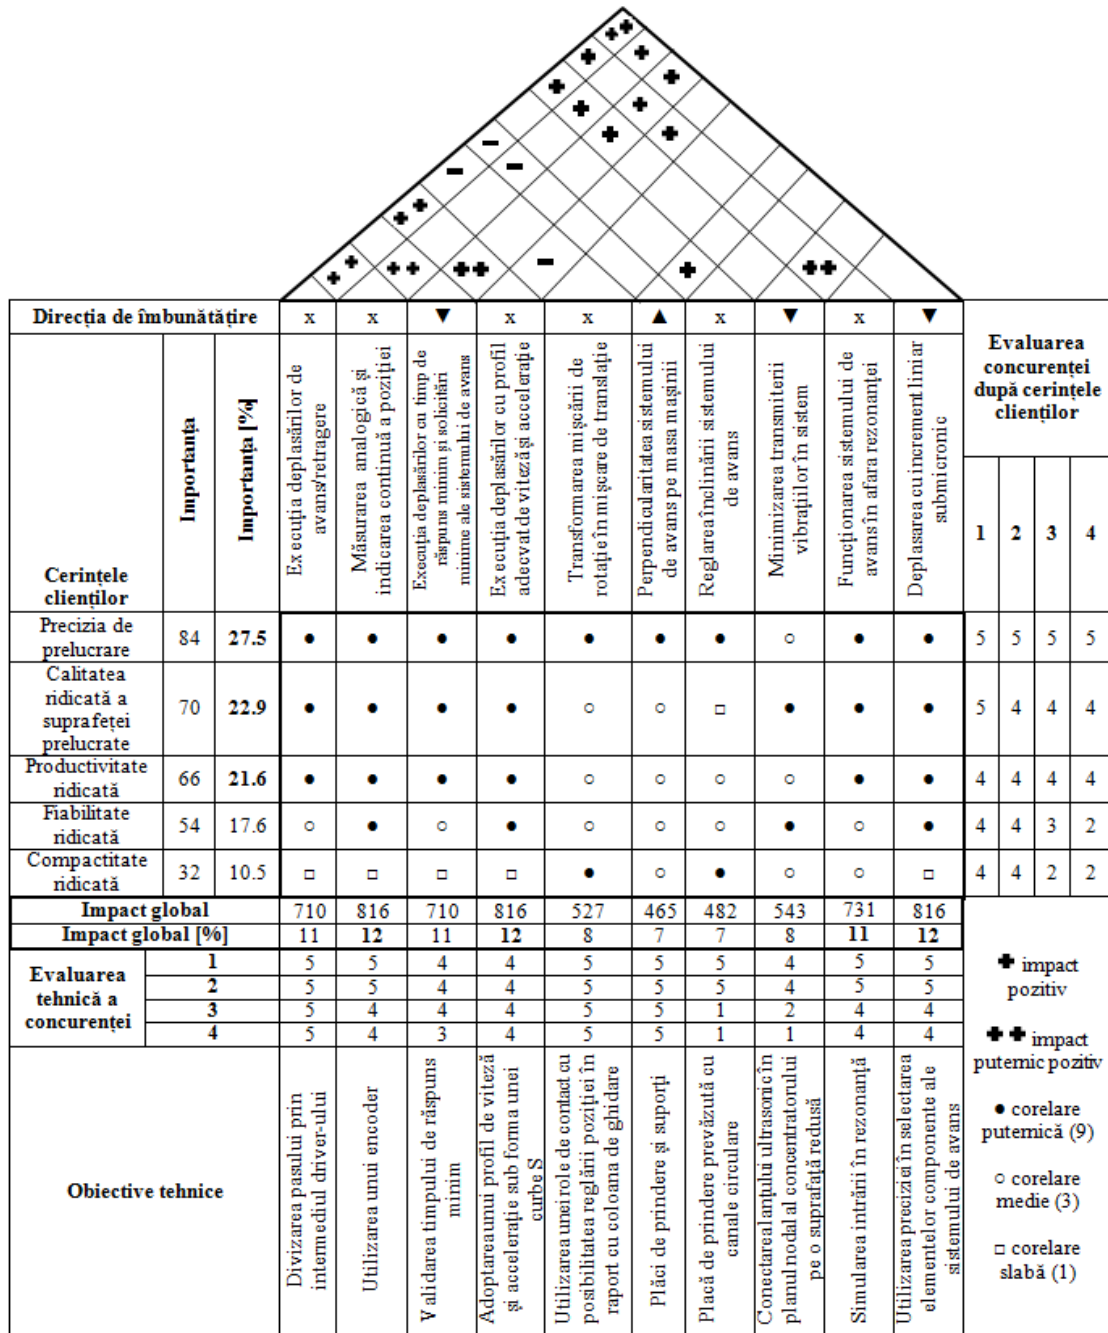 Direcția de îmbunătățire x x ▼ x x ▲ x ▼ x ▼
Evaluarea
concurenței
după cerințele
clienților
Cerințele
clienților
Importanța
Importanța [%]
Execuția deplasărilor de
avans/retragere
Măsurarea analogică și
indicarea continuă a poziției
Execuția deplasărilor cu timp de
răspuns minim și solicitări
minime ale sistemului de avans
Execuția deplasărilor cu profil
adecvat de viteză și accelerație
Transformarea mișcării de
rotație în mișcare de translație
Perpendicularitatea sistemului
de avans pe masa mașinii
Reglarea înclinării sistemului
de avans
Minimizarea transmiterii
vibrațiilor în sistem
Funcționarea sistemului de
avans în afara rezonanței
Deplasarea cu increment liniar
submicronic
1 2 3 4
Precizia de
prelucrare 84 27.5 ● ● ● ● ● ● ● ○ ● ● 5 5 5 5
Calitatea
ridicată a
suprafeței
prelucrate 70 22.9 ● ● ● ● ○ ○ □ ● ● ● 5 4 4 4
Productivitate
ridicată 66 21.6 ● ● ● ● ○ ○ ○ ○ ● ● 4 4 4 4
Fiabilitate
ridicată 54 17.6 ○ ● ○ ● ○ ○ ○ ● ○ ● 4 4 3 2
Compactitate
ridicată 32 10.5 □ □ □ □ ● ○ ● ○ ○ □ 4 4 2 2
Impact global 710 816 710 816 527 465 482 543 731 816
Impact global [%] 11 12 11 12 8 7 7 8 11 12
Evaluarea
tehnică a
concurenței
1 5 5 4 4 5 5 5 4 5 5
2 5 5 4 4 5 5 5 4 5 5
3 5 4 4 4 5 5 1 2 4 4
4 5 4 3 4 5 5 1 1 4 4
Obiective tehnice
Divizarea pasului prin
intermediul driver-ului
Utilizarea unui encoder
Validarea timpului de răspuns
minim
Adoptarea unui profil de viteză
și accelerație sub forma unei
curbe S
Utilizarea unei role de contact cu
posibilitatea reglării poziției în
raport cu coloana de ghidare
Plăci de prindere și suporți
Placă de prindere prevăzută cu
canale circulare
Conectarea lanțului ultrasonic în
planul nodal al concentratorului
pe o suprafață redusă
Simularea intrării în rezonanță
Utilizarea preciziei în selectarea
elementelor componente ale
sistemului de avans
✚ impact
pozitiv
✚✚ impact
puternic pozitiv
● corelare
puternică (9)
○ corelare
medie (3)
□ corelare
slabă (1)